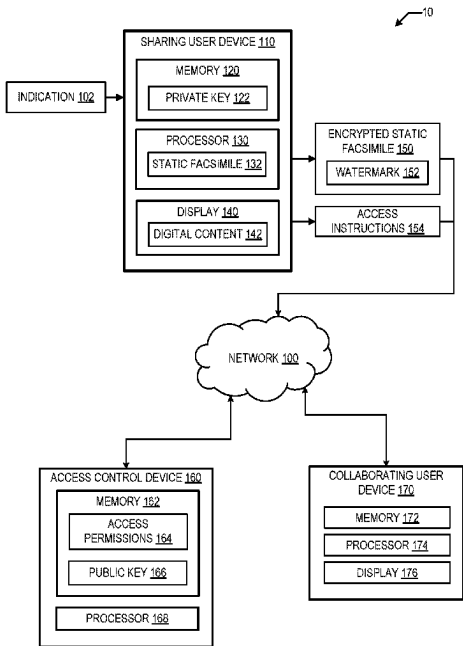 10
SHARING USER DEVICE 110
MEMORY 120
PRIVATE KEY 122
INDICATION 102
PROCESSOR 130
STATIC FACSIMILE 132
DISPLAY 140
DIGITAL CONTENT 142
ENCRYPTED STATIC
FACSIMILE 150
WATERMARK 152
ACCESS
INSTRUCTIONS 154
NETWORK 100
ACCESS CONTROL DEVICE 160
MEMORY 162
ACCESS
PERMISSIONS 164
PUBLIC KEY 166
PROCESSOR 168
COLLABORATING USER
DEVICE 170
MEMORY 172
PROCESSOR 174
DISPLAY 176